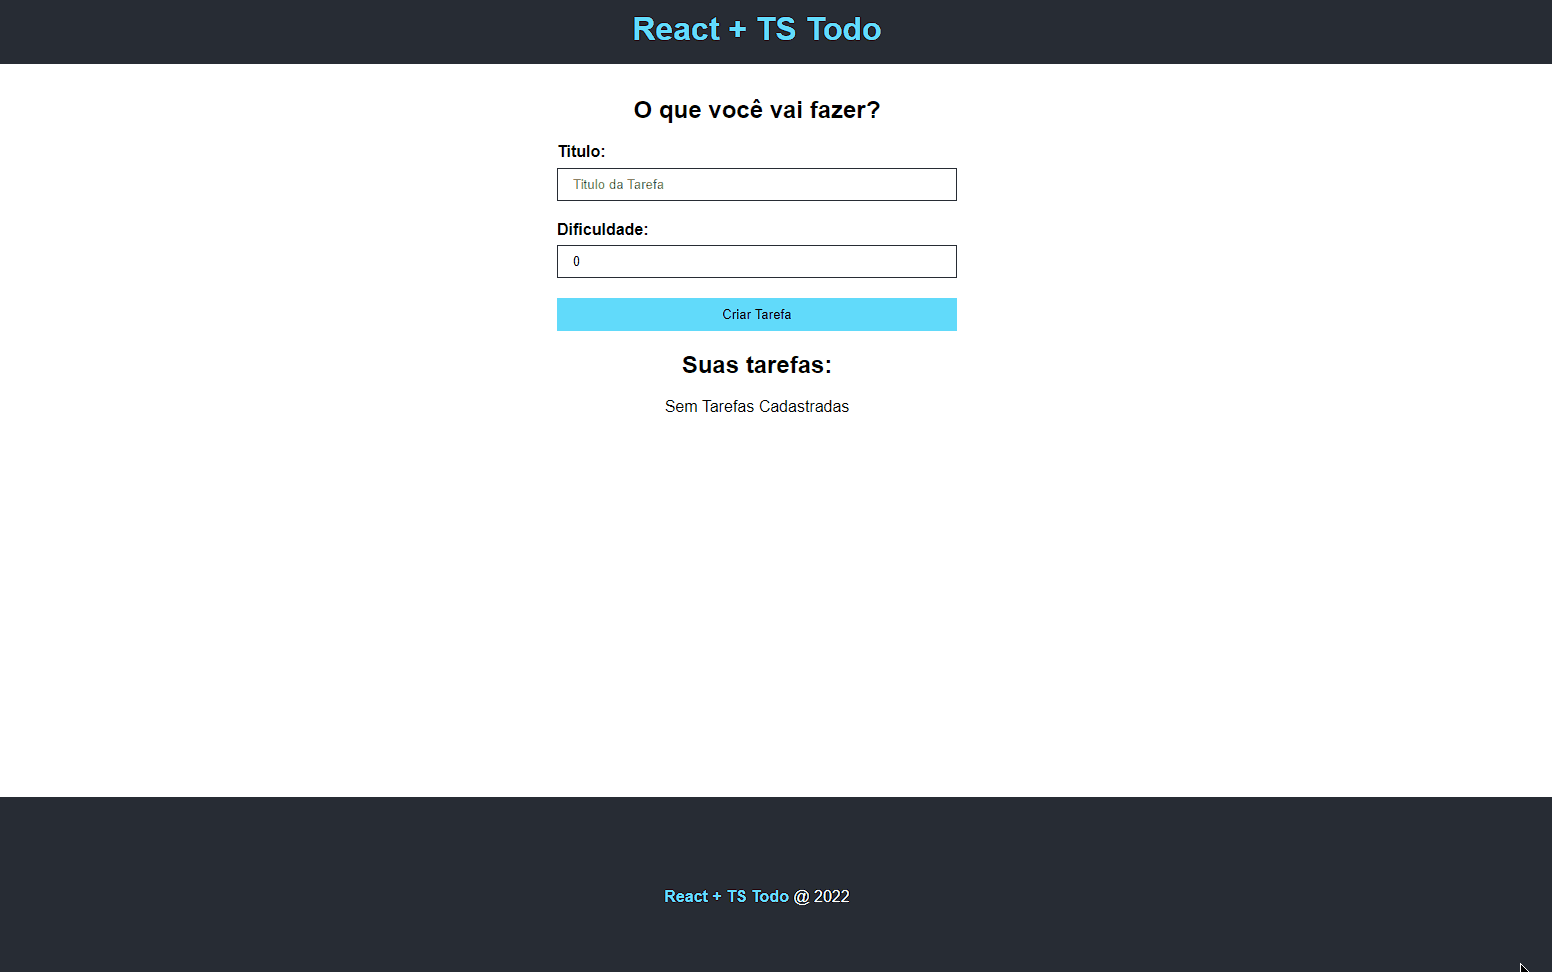 React + TS Todo
O que você vai fazer?
Titulo:
Titulo da Tarefa
Dificuldade:
0
Criar Tarefa
Suas tarefas:
Sem Tarefas Cadastradas
React + TS Todo @ 2022